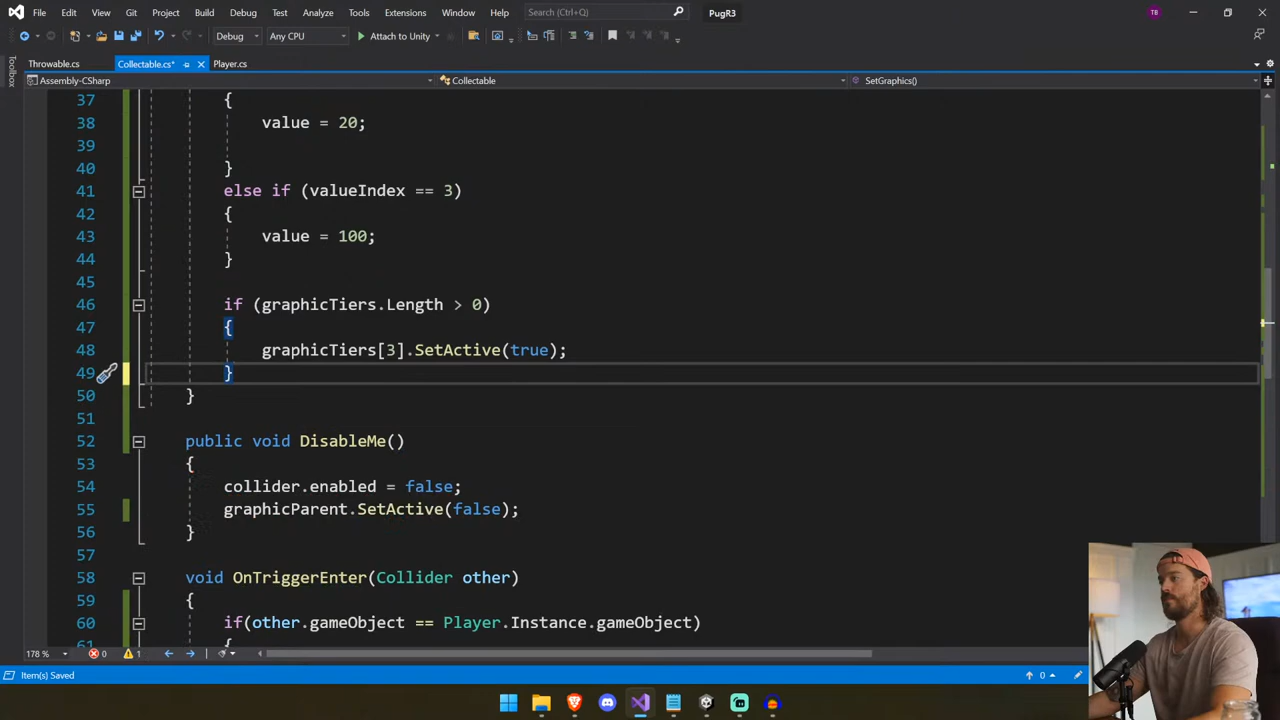 File Edit View Git Project Build Debug Test Analyze Tools Extensions Window Help Search (Ctrl+Q) PugR3 TB
Debug Any CPU Attach to Unity
Toolbox
Throwable.cs Collectable.cs* Player.cs
Assembly-CSharp Collectable SetGraphics()
37 {
38 value = 20;
39
40 }
41 else if (valueIndex == 3)
42 {
43 value = 100;
44 }
45
46 if (graphicTiers.Length > 0)
47 {
48 graphicTiers[3].SetActive(true);
49 }
50 }
51
52 public void DisableMe()
53 {
54 collider.enabled = false;
55 graphicParent.SetActive(false);
56 }
57
58 void OnTriggerEnter(Collider other)
59 {
60 if(other.gameObject == Player.Instance.gameObject)
61 {
178 % 0 1
Item(s) Saved 0